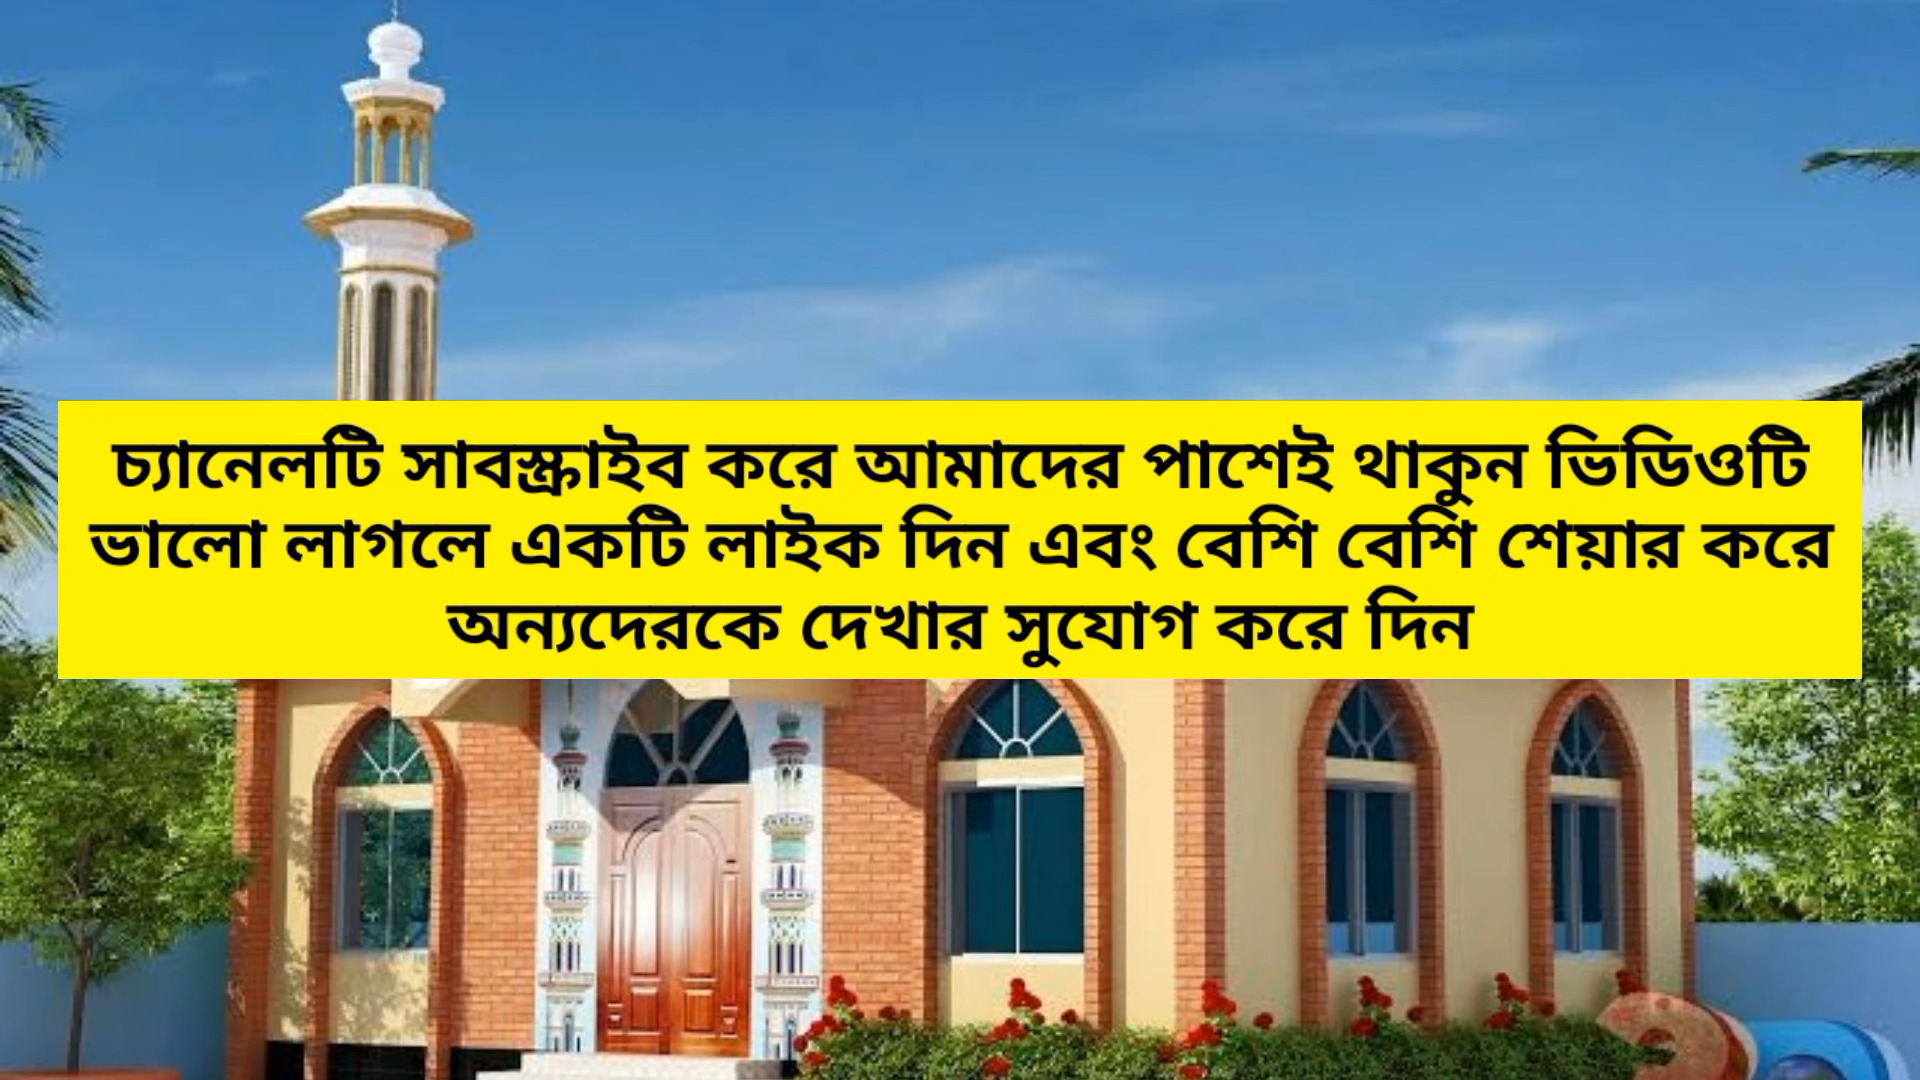 চ্যানেলটি সাবস্ক্রাইব করে আমাদের পাশেই থাকুন ভিডিওটি
ভালো লাগলে একটি লাইক দিন এবং বেশি বেশি শেয়ার করে
অন্যদেরকে দেখার সুযোগ করে দিন